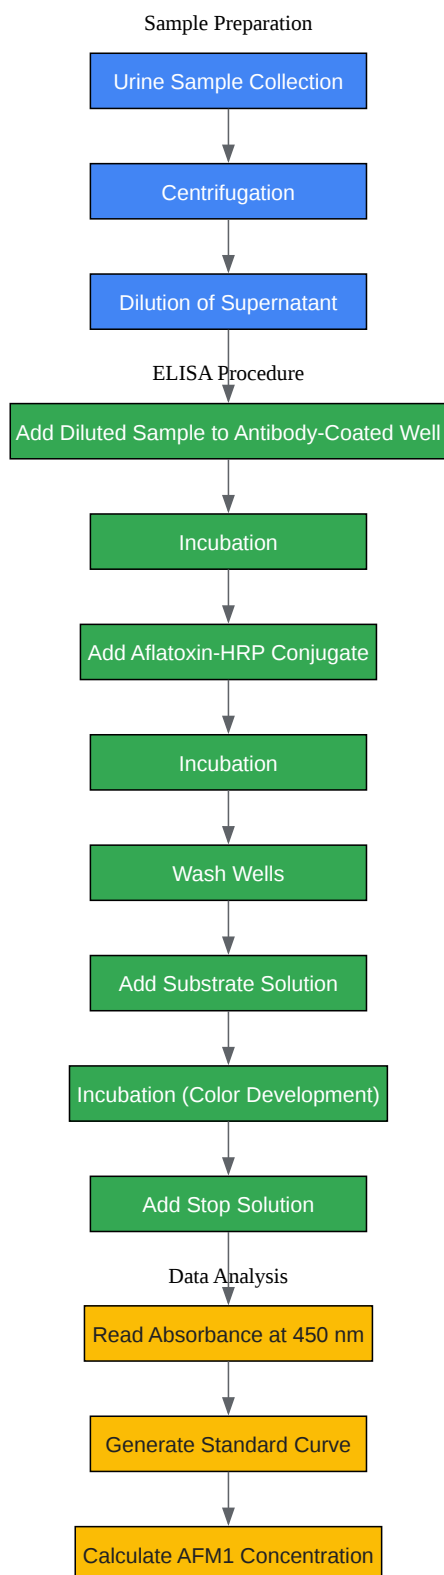 Sample Preparation
Urine Sample Collection
Centrifugation
Dilution of Supernatant
ELISA Procedure
Add Diluted Sample to Antibody-Coated Well
Incubation
Add Aflatoxin-HRP Conjugate
Incubation
Wash Wells
Add Substrate Solution
Incubation (Color Development)
Add Stop Solution
Data Analysis
Read Absorbance at 450 nm
Generate Standard Curve
Calculate AFM1 Concentration